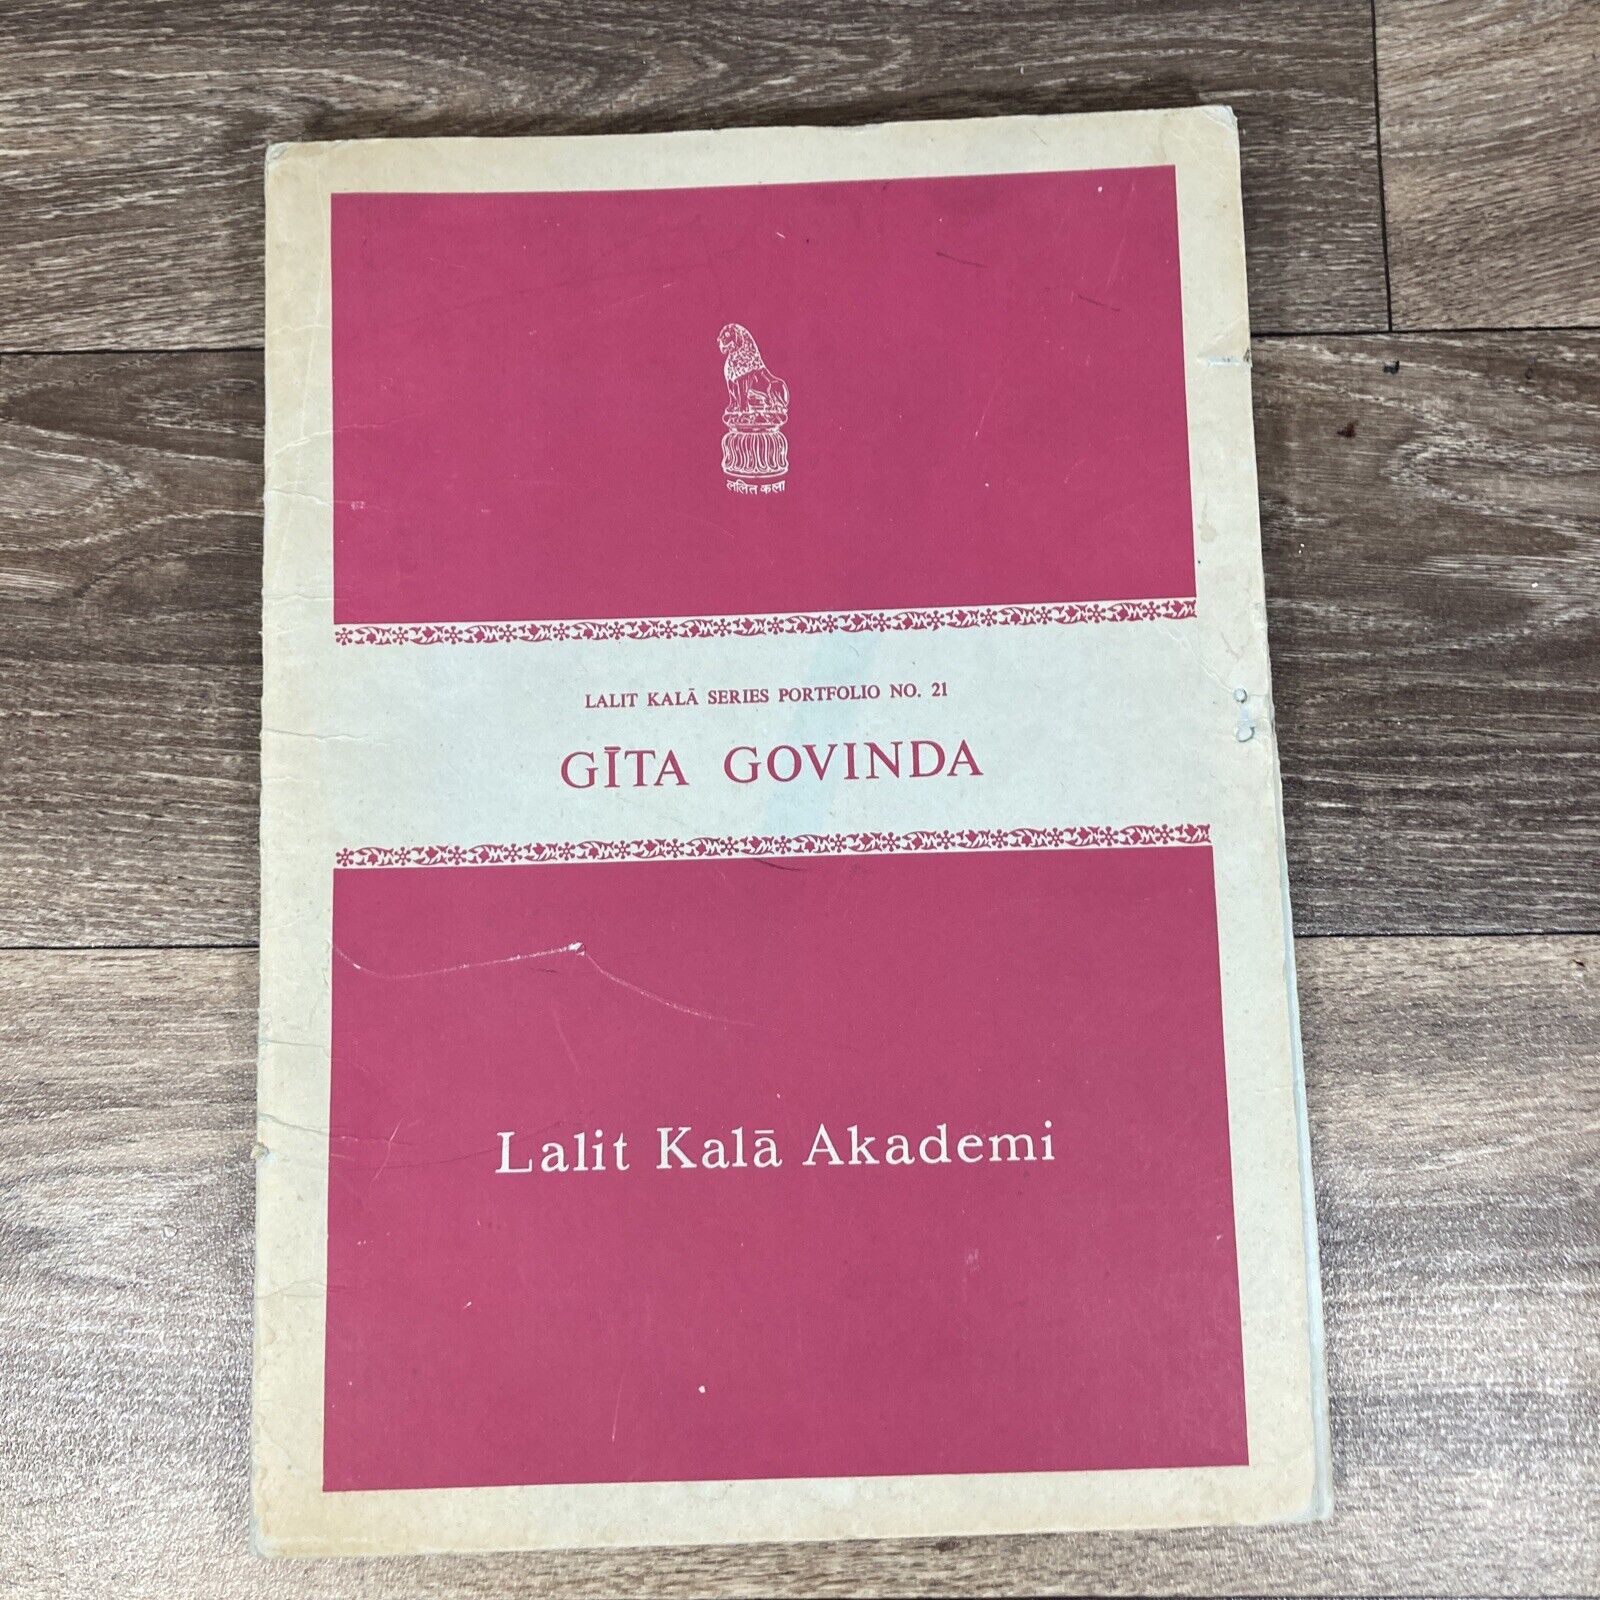 ललित कला
LALIT KALĀ SERIES PORTFOLIO NO. 21
GĪTA GOVINDA
Lalit Kalā Akademi